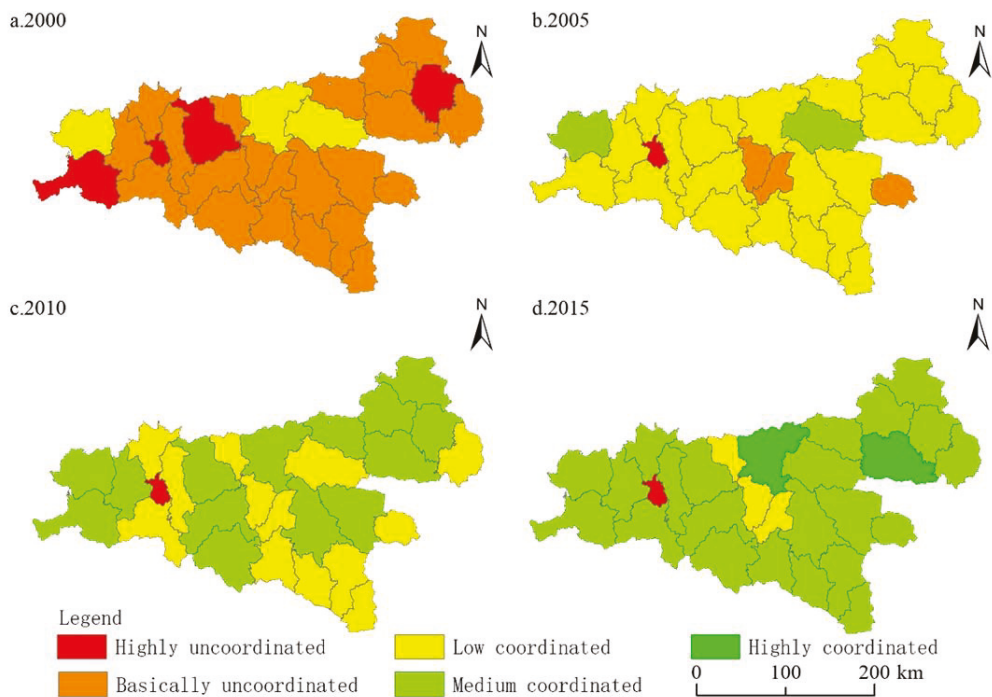 a.2000
N
b.2005
N
c.2010
N
d.2015
N
Legend
Highly uncoordinated
Low coordinated
Highly coordinated
Basically uncoordinated
Medium coordinated
0 100 200 km